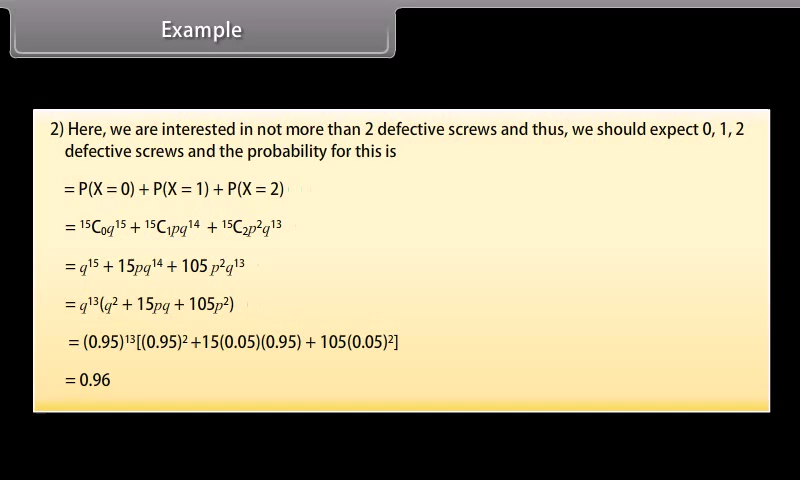 Example
2) Here, we are interested in not more than 2 defective screws and thus, we should expect 0, 1, 2
defective screws and the probability for this is
= P(X = 0) + P(X = 1) + P(X = 2)
= ¹⁵C₀q¹⁵ + ¹⁵C₁pq¹⁴ + ¹⁵C₂p²q¹³
= q¹⁵ + 15pq¹⁴ + 105 p²q¹³
= q¹³(q² + 15pq + 105p²)
= (0.95)¹³[(0.95)² +15(0.05)(0.95) + 105(0.05)²]
= 0.96